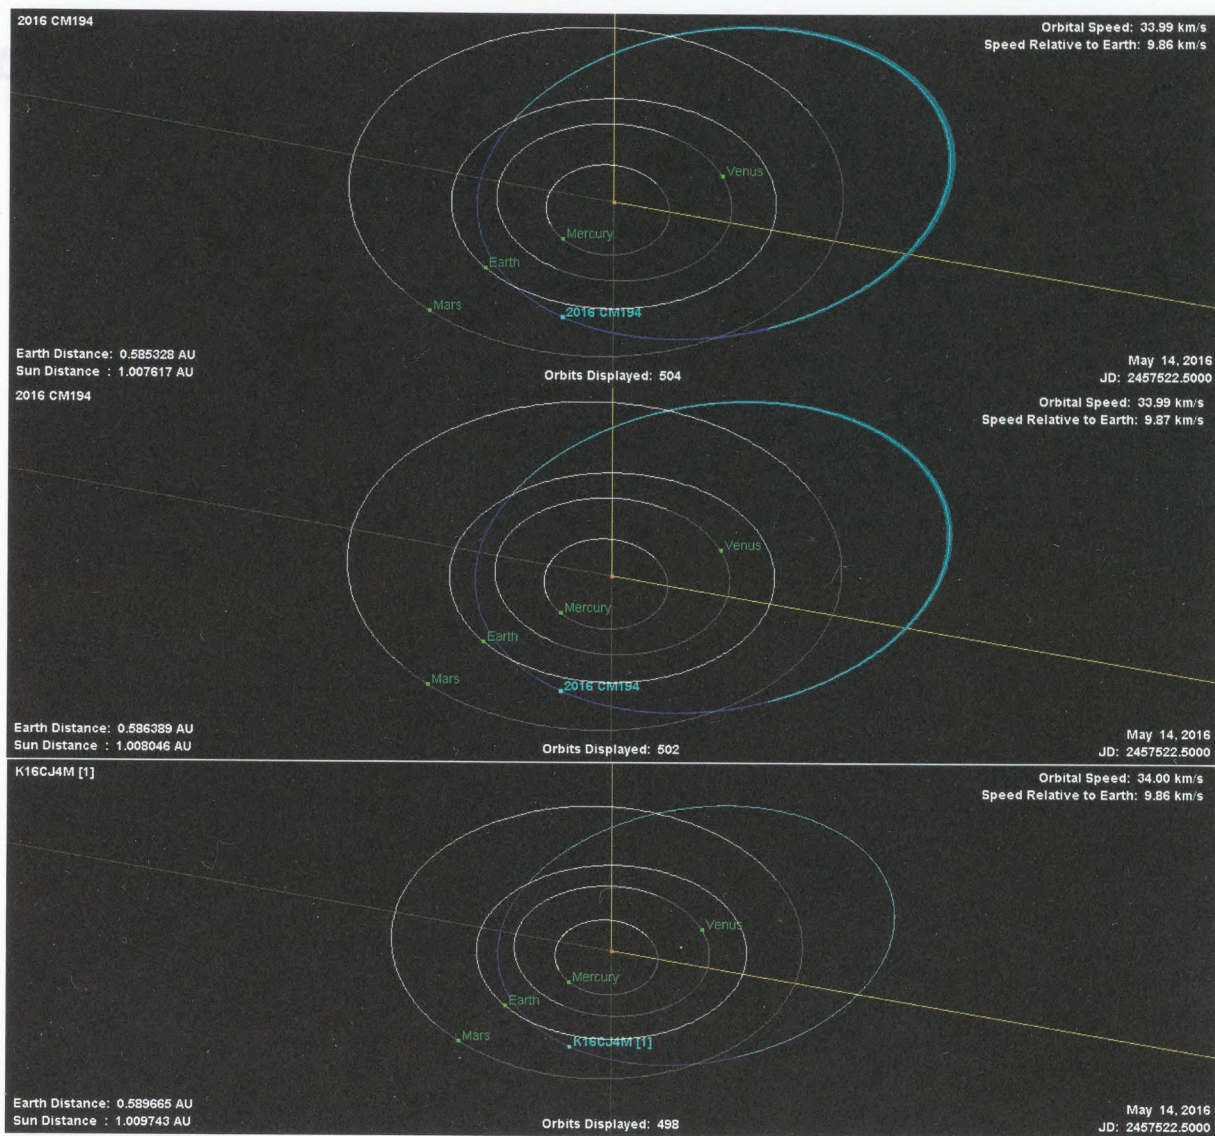 2016 CM194
Orbital Speed: 33.99 km/s
Speed Relative to Earth: 9.86 km/s
Venus
Mercury
Earth
Mars
2016 CM194
Earth Distance: 0.585328 AU
Sun Distance : 1.007617 AU
Orbits Displayed: 504
May 14, 2016
JD: 2457522.5000
2016 CM194
Orbital Speed: 33.99 km/s
Speed Relative to Earth: 9.87 km/s
Venus
Mercury
Earth
Mars
2016 CM194
Earth Distance: 0.586389 AU
Sun Distance : 1.008046 AU
Orbits Displayed: 502
May 14, 2016
JD: 2457522.5000
K16CJ4M [1]
Orbital Speed: 34.00 km/s
Speed Relative to Earth: 9.86 km/s
Venus
Mercury
Earth
Mars
K16CJ4M [1]
Earth Distance: 0.589665 AU
Sun Distance : 1.009743 AU
Orbits Displayed: 498
May 14, 2016
JD: 2457522.5000